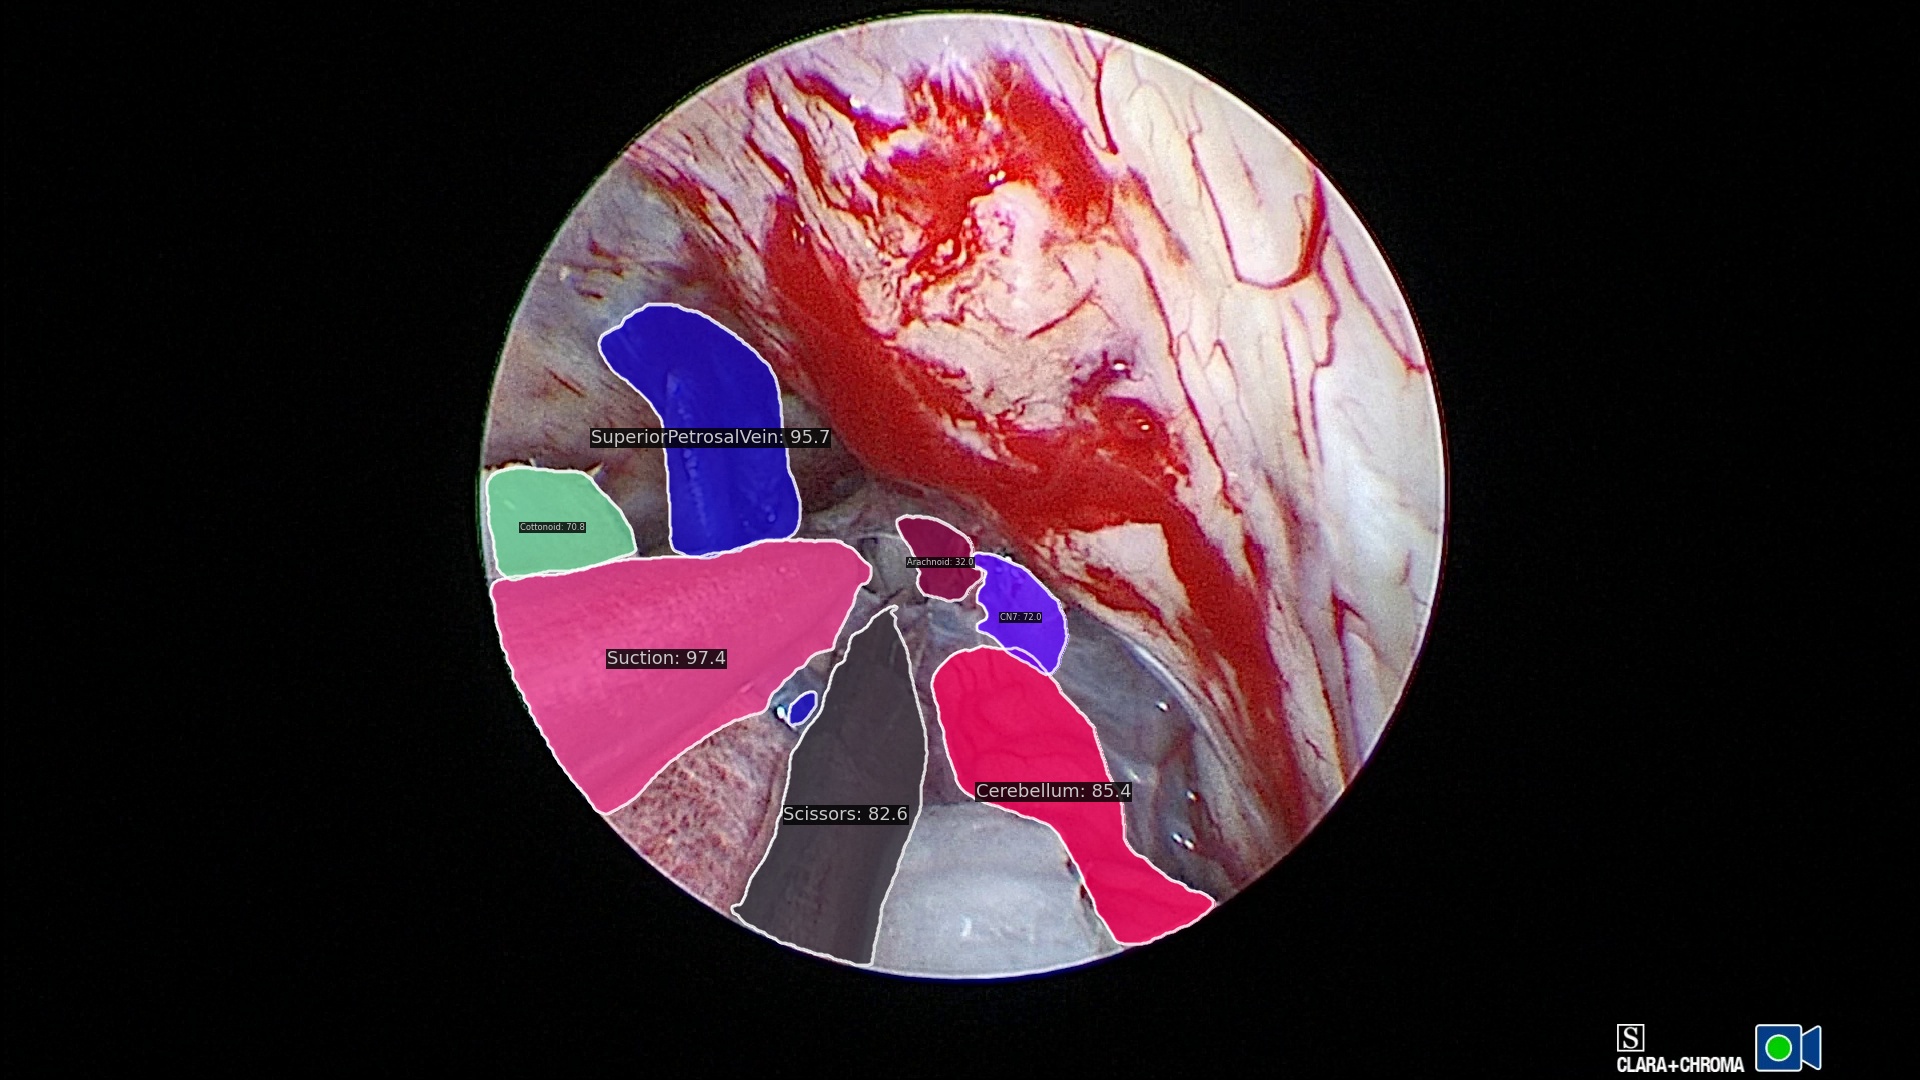 SuperiorPetrosalVein: 95.7
Cottonoid: 70.8
Arachnoid: 32.0
CN7: 72.0
Suction: 97.4
Cerebellum: 85.4
Scissors: 82.6
S
CLARA+CHROMA